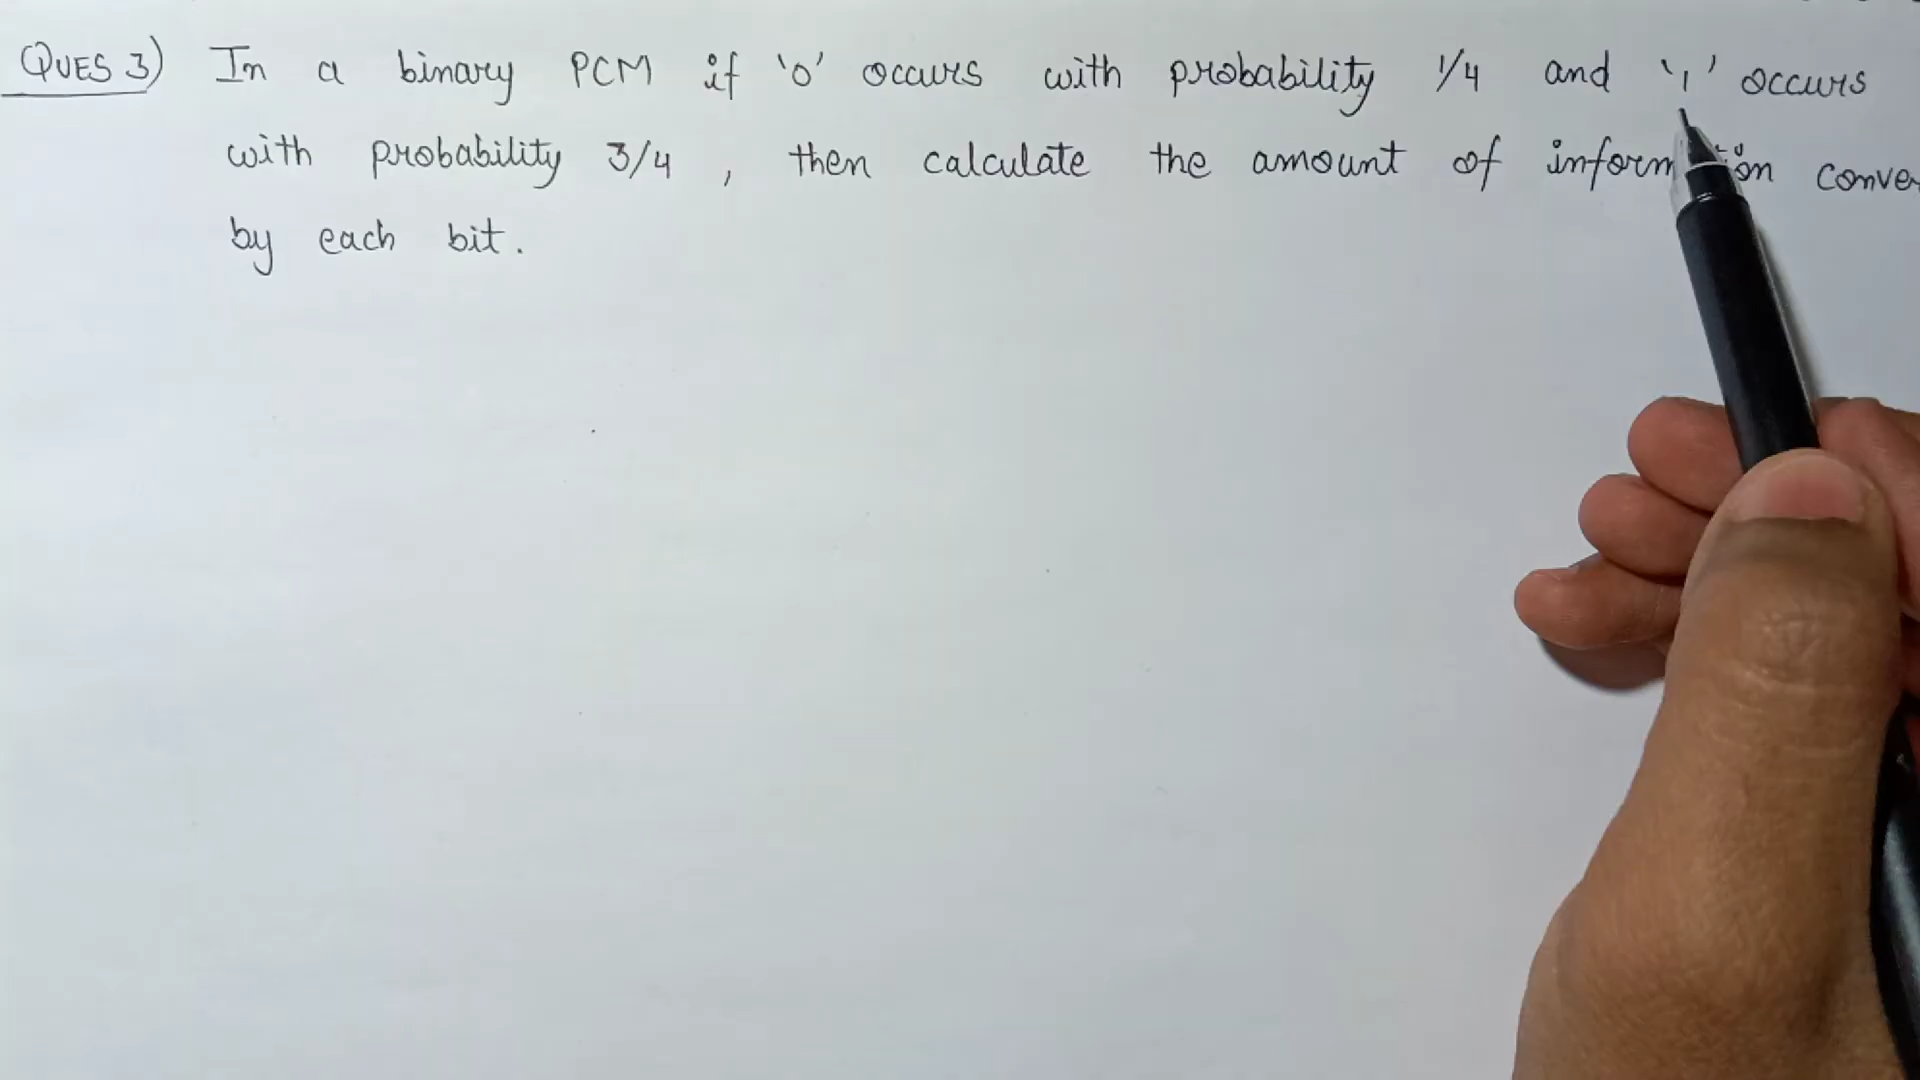 QUES 3) In a binary PCM if '0' occurs with probability 1/4 and '1' occurs
with probability 3/4 , then calculate the amount of
by each bit.